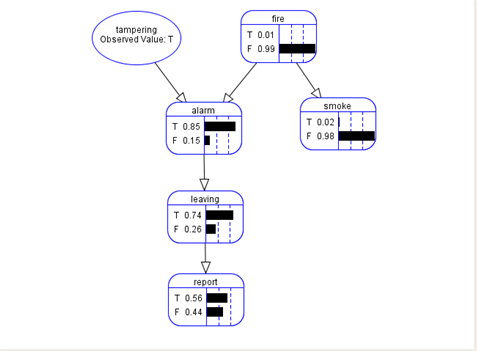 tampering
Observed Value: T
fire
T 0.01
F 0.99
alarm
T 0.85
F 0.15
smoke
T 0.02
F 0.98
leaving
T 0.74
F 0.26
report
T 0.56
F 0.44